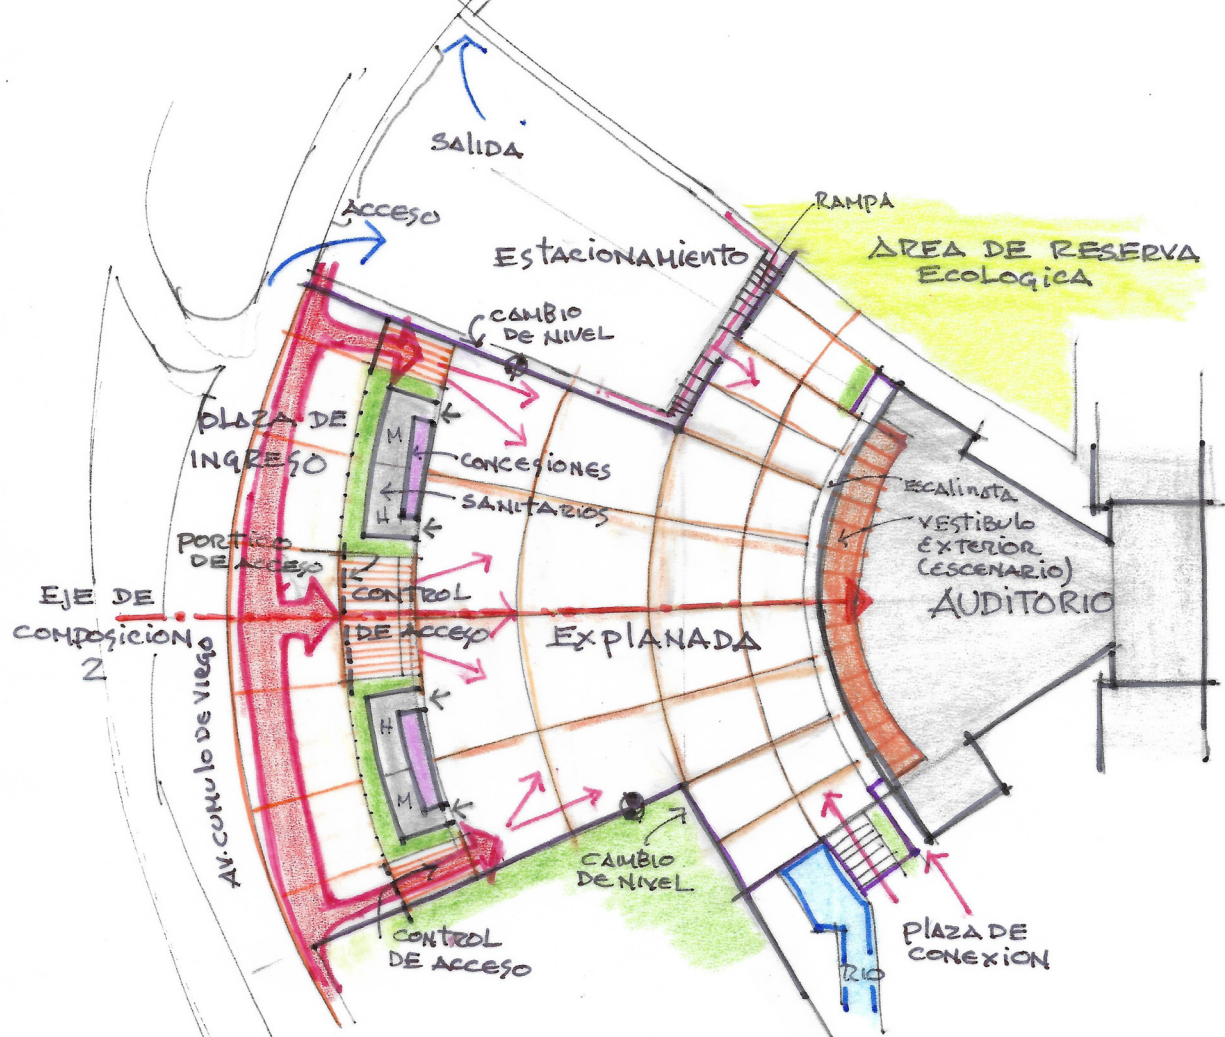 SALIDA
RAMPA
ACCESO
ESTACIONAMIENTO
AREA DE RESERVA
ECOLOGICA
CAMBIO
DE NIVEL
PLAZA DE
INGRESO
M
CONCESIONES
SANITARIOS
H
ESCALINATA
VESTIBULO
EXTERIOR
(ESCENARIO)
AUDITORIO
PORTICO
DE ACCESO
EJE DE
COMPOSICION
2
CONTROL
DE ACCESO
EXPLANADA
AV. CUMULO DE VIRGO
H
M
CAMBIO
DE NIVEL
CONTROL
DE ACCESO
PLAZA DE
CONEXION
RIO